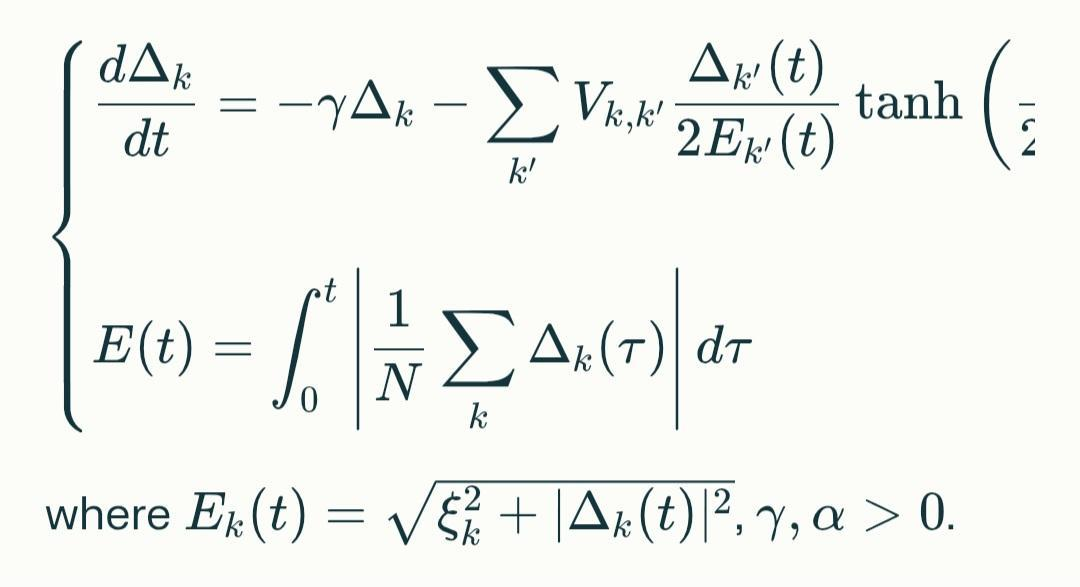 dΔ_k/dt = −γΔ_k − ∑_{k′} V_{k,k′} Δ_{k′}(t)/2E_{k′}(t) tanh (
E(t) = ∫_0^t |1/N ∑_k Δ_k(τ)| dτ
where E_k(t) = √(ξ_k^2 + |Δ_k(t)|^2), γ, α > 0.